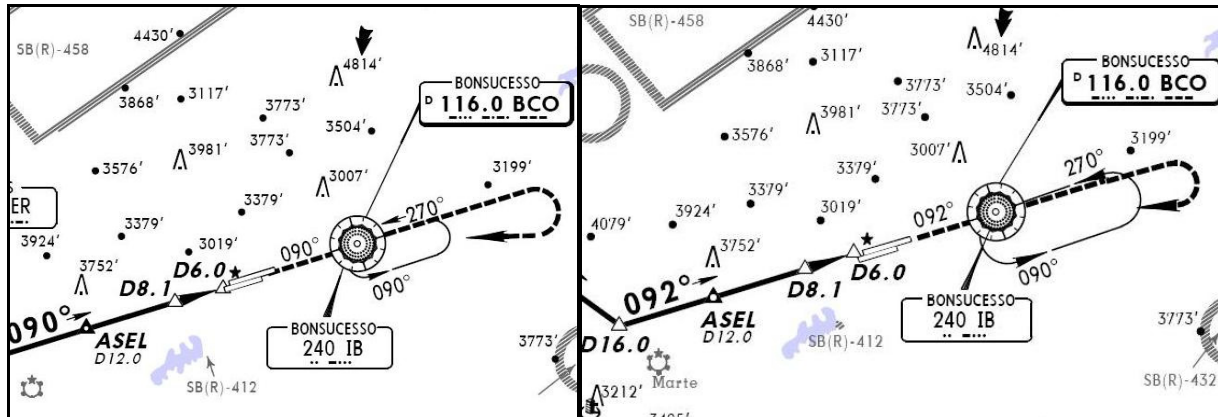 SB(R)-458
4430'
4814'
BONSUCESSO
D 116.0 BCO
3868'
3117'
3773'
3504'
3773'
3981'
3576'
3007'
3199'
ER
3379'
270°
3379'
3924'
3019'
090°
3752'
D6.0
090°
D8.1
090°
ASEL
D12.0
BONSUCESSO
240 IB
3773'
SB(R)-412
SB(R)-458
4814'
BONSUCESSO
D 116.0 BCO
3868'
3117'
3773'
3504'
3773'
3981'
3576'
3007'
3199'
3379'
270°
3379'
092°
3924'
3019'
4079'
3752'
D6.0
090°
D8.1
092°
ASEL
D12.0
D16.0
BONSUCESSO
240 IB
3773'
SB(R)-412
Marte
SB(R)-432
3212'